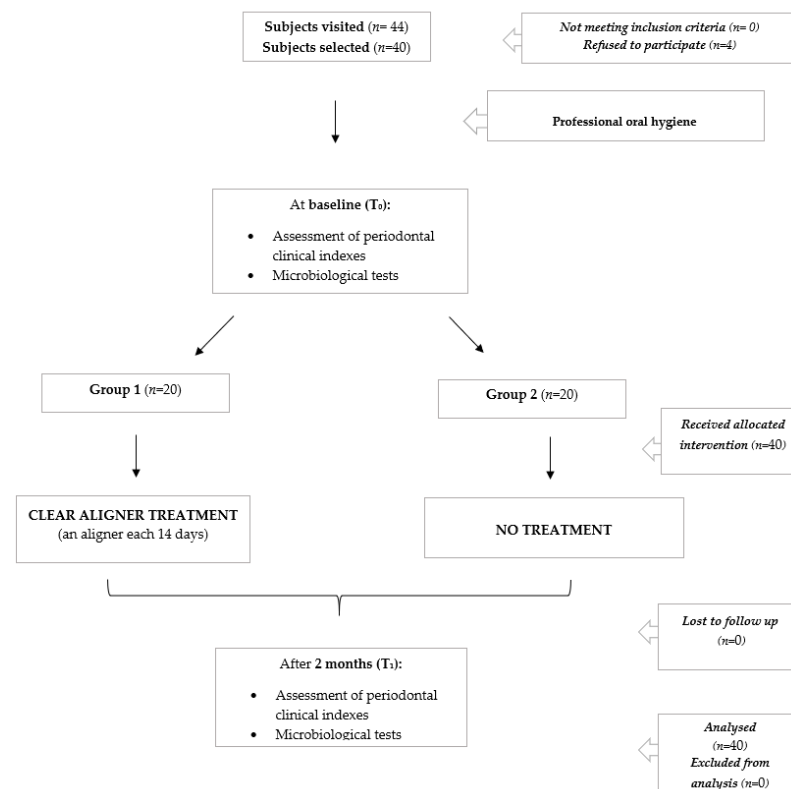 Subjects visited (n= 44)
Subjects selected (n=40)
Not meeting inclusion criteria (n= 0)
Refused to participate (n=4)
Professional oral hygiene
At baseline (T₀):
• Assessment of periodontal
clinical indexes
• Microbiological tests
Group 1 (n=20)
Group 2 (n=20)
Received allocated
intervention (n=40)
CLEAR ALIGNER TREATMENT
(an aligner each 14 days)
NO TREATMENT
Lost to follow up
(n=0)
After 2 months (T₁):
• Assessment of periodontal
clinical indexes
• Microbiological tests
Analysed
(n=40)
Excluded from
analysis (n=0)